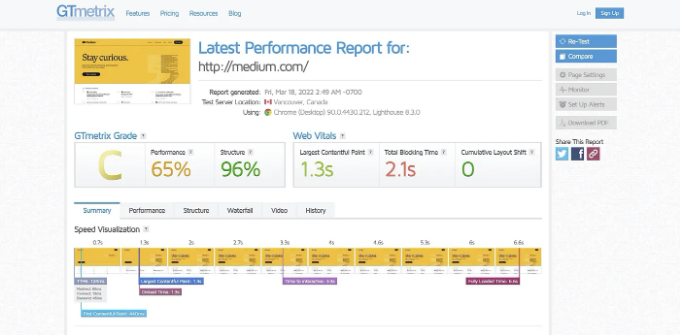 GTmetrix
Features Pricing Resources Blog
Log In Sign Up
Stay curious.
Latest Performance Report for:
http://medium.com/
Report generated: Fri, Mar 18, 2022 2:49 AM -0700
Test Server Location: Vancouver, Canada
Using: Chrome (Desktop) 90.0.4430.212, Lighthouse 8.3.0
Re-Test
Compare
Page Settings
Monitor
Set Up Alerts
Download PDF
Share This Report
GTmetrix Grade ? Web Vitals ?
C
Performance ? Structure ? Largest Contentful Paint ? Total Blocking Time ? Cumulative Layout Shift ?
65% 96% 1.3s 2.1s 0
Summary Performance Structure Waterfall Video History
Speed Visualization ?
0.7s 1.3s 2s 2.7s 3.3s 4s 4.6s 5.3s 6s 6.6s
Largest Contentful Paint: 1.3s
Onload Time: 1.3s
Time to Interactive:
Fully Loaded Time: 6.6s
First Contentful Paint: